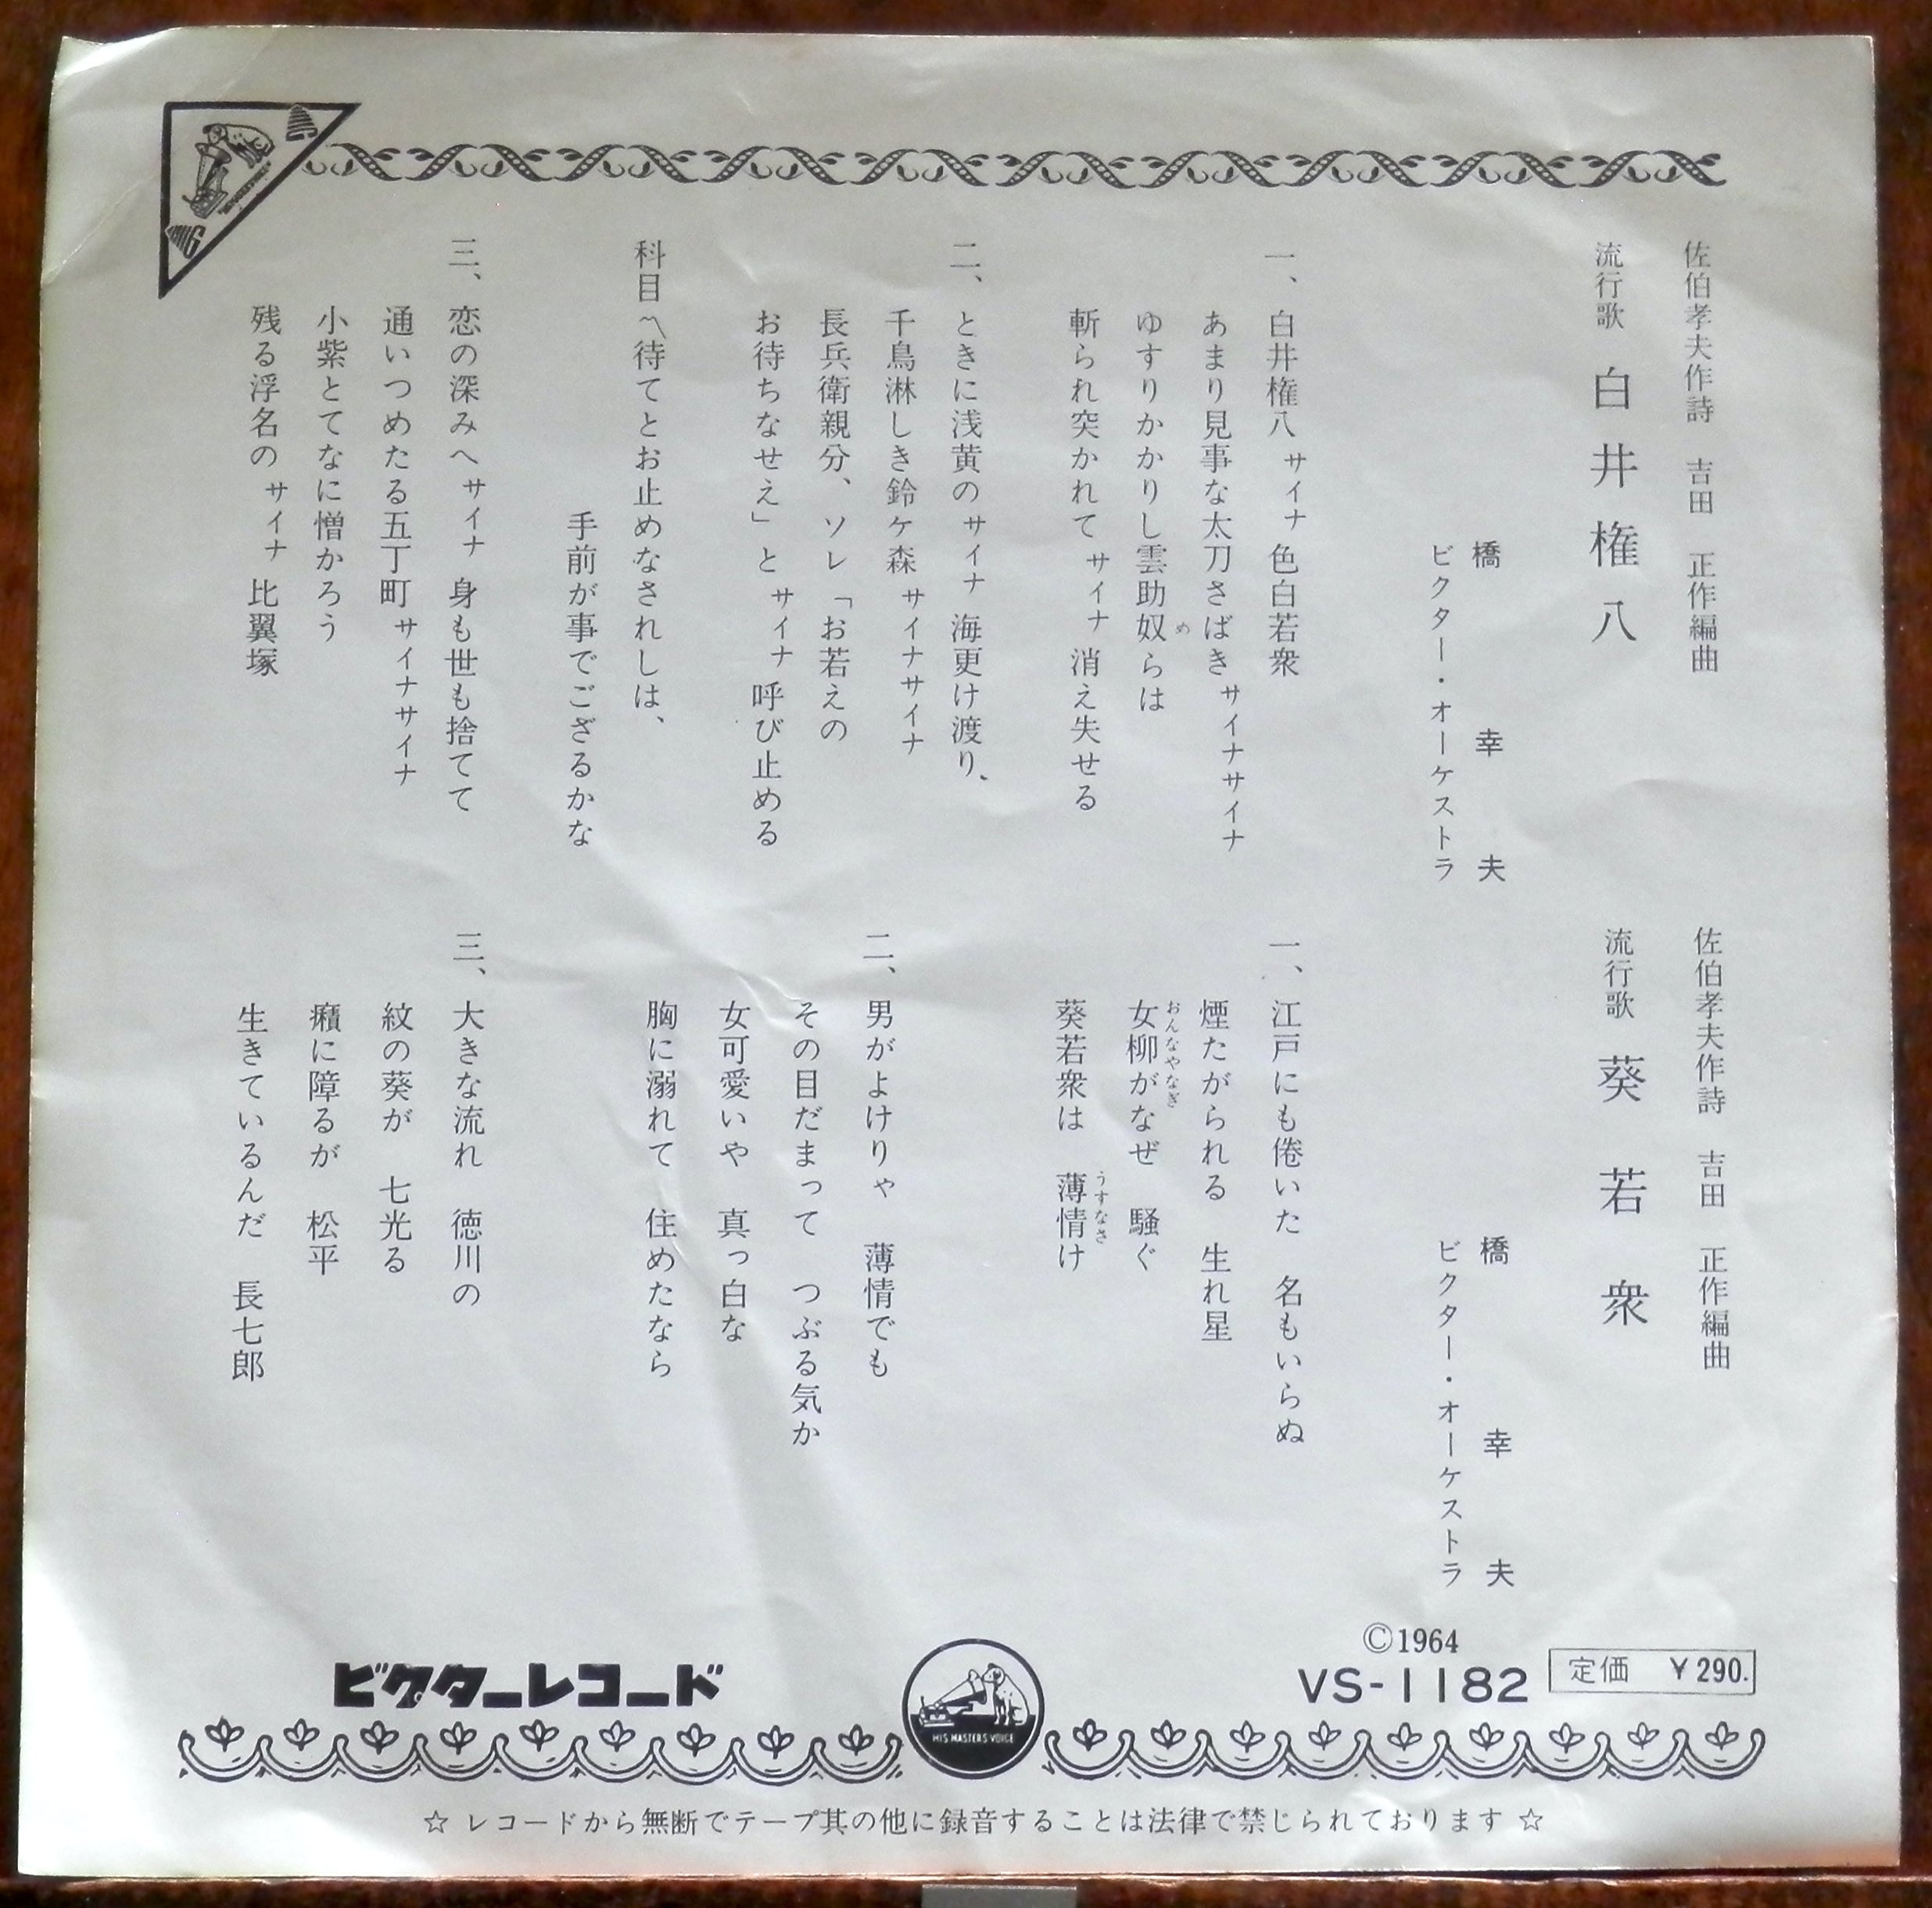 佐伯孝夫作詩　吉田　正作編曲
流行歌　白井権八
橋　幸　夫
ビクター・オーケストラ
一、白井権八 サイナ 色白若衆
あまり見事な太刀さばき サイナサイナ
ゆすりかかりし雲助奴らは
め
斬られ突かれて サイナ 消え失せる
二、ときに浅黄の サイナ 海更け渡り、
千鳥淋しき鈴ケ森 サイナサイナ
長兵衛親分、ソレ「お若えの
お待ちなせえ」と サイナ 呼び止める
科目〽待てとお止めなされしは、
手前が事でござるかな
三、恋の深みへ サイナ 身も世も捨てて
通いつめたる五丁町 サイナサイナ
小紫とてなに憎かろう
残る浮名の サイナ 比翼塚
佐伯孝夫作詩　吉田　正作編曲
流行歌　葵若衆
橋　幸　夫
ビクター・オーケストラ
一、江戸にも倦いた　名もいらぬ
煙たがられる　生れ星
女柳がなぜ　騒ぐ
おんなやなぎ
葵若衆は　薄情け
うすなさ
二、男がよけりゃ　薄情でも
その目だまって　つぶる気か
女可愛いや　真っ白な
胸に溺れて　住めたなら
三、大きな流れ　徳川の
紋の葵が　七光る
癪に障るが　松平
生きているんだ　長七郎
©1964
VS-1182
定価　￥290.
ビクターレコード
HIS MASTERS VOICE
☆ レコードから無断でテープ其の他に録音することは法律で禁じられております ☆